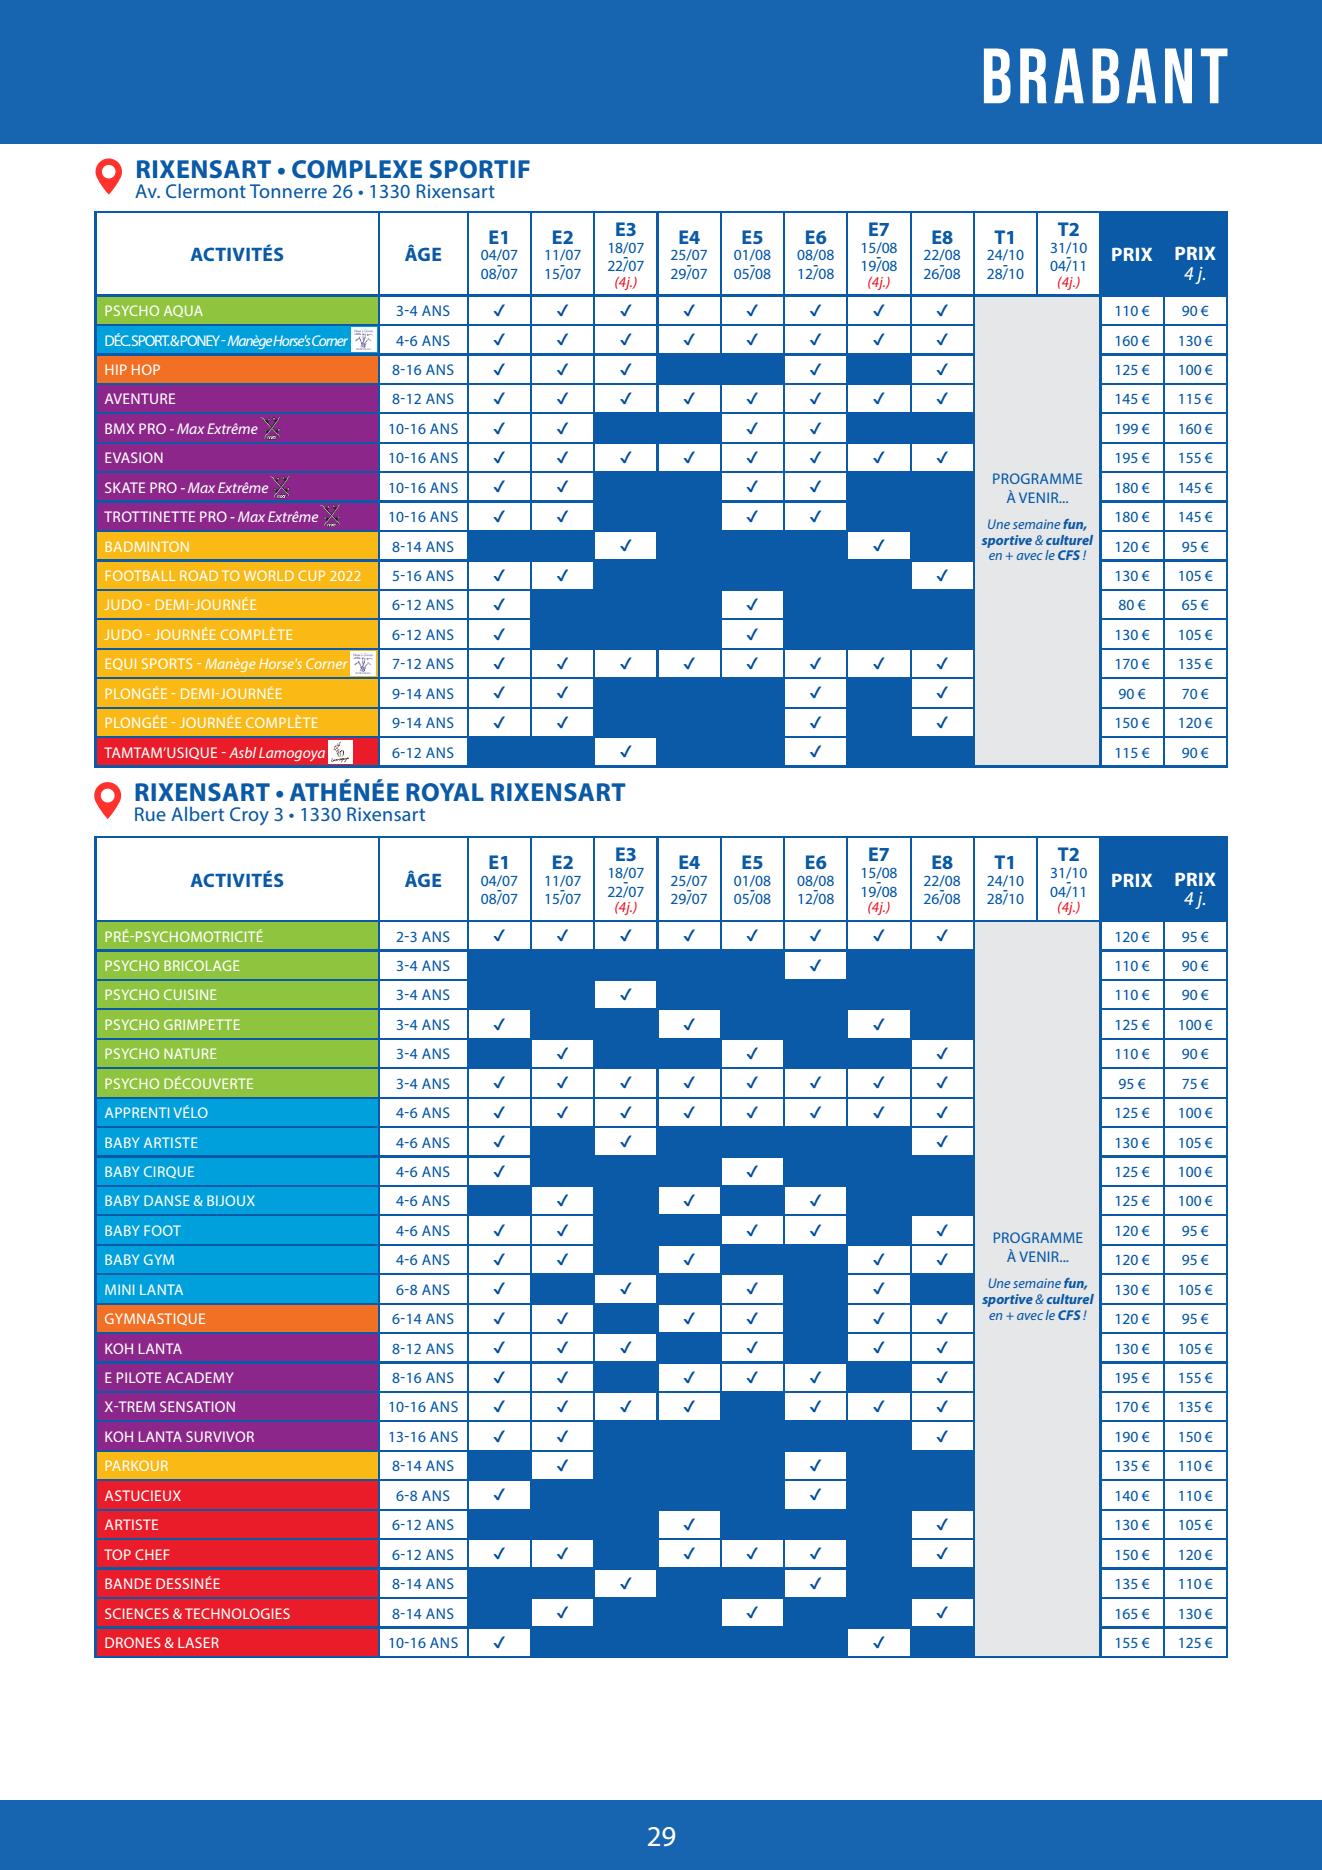 BRABANT
RIXENSART • COMPLEXE SPORTIF
Av. Clermont Tonnerre 26 • 1330 Rixensart
ACTIVITÉS ÂGE E1 04/07 - 08/07 E2 11/07 - 15/07 E3 18/07 - 22/07 (4j.) E4 25/07 - 29/07 E5 01/08 - 05/08 E6 08/08 - 12/08 E7 15/08 - 19/08 (4j.) E8 22/08 - 26/08 T1 24/10 - 28/10 T2 31/10 - 04/11 (4j.) PRIX PRIX 4 j.
PSYCHO AQUA 3-4 ANS ✓ ✓ ✓ ✓ ✓ ✓ ✓ ✓ 110 € 90 €
DÉC.SPORT.&PONEY - Manège Horse's Corner 4-6 ANS ✓ ✓ ✓ ✓ ✓ ✓ ✓ ✓ 160 € 130 €
HIP HOP 8-16 ANS ✓ ✓ ✓ ✓ ✓ 125 € 100 €
AVENTURE 8-12 ANS ✓ ✓ ✓ ✓ ✓ ✓ ✓ ✓ 145 € 115 €
BMX PRO - Max Extrême 10-16 ANS ✓ ✓ ✓ ✓ 199 € 160 €
EVASION 10-16 ANS ✓ ✓ ✓ ✓ ✓ ✓ ✓ ✓ 195 € 155 €
SKATE PRO - Max Extrême 10-16 ANS ✓ ✓ ✓ ✓ 180 € 145 €
TROTTINETTE PRO - Max Extrême 10-16 ANS ✓ ✓ ✓ ✓ 180 € 145 €
BADMINTON 8-14 ANS ✓ ✓ 120 € 95 €
FOOTBALL ROAD TO WORLD CUP 2022 5-16 ANS ✓ ✓ ✓ 130 € 105 €
JUDO - DEMI-JOURNÉE 6-12 ANS ✓ ✓ 80 € 65 €
JUDO - JOURNÉE COMPLÈTE 6-12 ANS ✓ ✓ 130 € 105 €
EQUI SPORTS - Manège Horse's Corner 7-12 ANS ✓ ✓ ✓ ✓ ✓ ✓ ✓ ✓ 170 € 135 €
PLONGÉE - DEMI-JOURNÉE 9-14 ANS ✓ ✓ ✓ ✓ 90 € 70 €
PLONGÉE - JOURNÉE COMPLÈTE 9-14 ANS ✓ ✓ ✓ ✓ 150 € 120 €
TAMTAM'USIQUE - Asbl Lamogoya 6-12 ANS ✓ ✓ 115 € 90 €
PROGRAMME
À VENIR...
Une semaine fun,
sportive & culturel
en + avec le CFS !
RIXENSART • ATHÉNÉE ROYAL RIXENSART
Rue Albert Croy 3 • 1330 Rixensart
ACTIVITÉS ÂGE E1 04/07 - 08/07 E2 11/07 - 15/07 E3 18/07 - 22/07 (4j.) E4 25/07 - 29/07 E5 01/08 - 05/08 E6 08/08 - 12/08 E7 15/08 - 19/08 (4j.) E8 22/08 - 26/08 T1 24/10 - 28/10 T2 31/10 - 04/11 (4j.) PRIX PRIX 4 j.
PRÉ-PSYCHOMOTRICITÉ 2-3 ANS ✓ ✓ ✓ ✓ ✓ ✓ ✓ ✓ 120 € 95 €
PSYCHO BRICOLAGE 3-4 ANS ✓ 110 € 90 €
PSYCHO CUISINE 3-4 ANS ✓ 110 € 90 €
PSYCHO GRIMPETTE 3-4 ANS ✓ ✓ ✓ 125 € 100 €
PSYCHO NATURE 3-4 ANS ✓ ✓ ✓ 110 € 90 €
PSYCHO DÉCOUVERTE 3-4 ANS ✓ ✓ ✓ ✓ ✓ ✓ ✓ ✓ 95 € 75 €
APPRENTI VÉLO 4-6 ANS ✓ ✓ ✓ ✓ ✓ ✓ ✓ ✓ 125 € 100 €
BABY ARTISTE 4-6 ANS ✓ ✓ ✓ 130 € 105 €
BABY CIRQUE 4-6 ANS ✓ ✓ 125 € 100 €
BABY DANSE & BIJOUX 4-6 ANS ✓ ✓ ✓ 125 € 100 €
BABY FOOT 4-6 ANS ✓ ✓ ✓ ✓ ✓ 120 € 95 €
BABY GYM 4-6 ANS ✓ ✓ ✓ ✓ ✓ 120 € 95 €
MINI LANTA 6-8 ANS ✓ ✓ ✓ ✓ 130 € 105 €
GYMNASTIQUE 6-14 ANS ✓ ✓ ✓ ✓ ✓ ✓ 120 € 95 €
KOH LANTA 8-12 ANS ✓ ✓ ✓ ✓ ✓ ✓ 130 € 105 €
E PILOTE ACADEMY 8-16 ANS ✓ ✓ ✓ ✓ ✓ ✓ 195 € 155 €
X-TREM SENSATION 10-16 ANS ✓ ✓ ✓ ✓ ✓ ✓ ✓ 170 € 135 €
KOH LANTA SURVIVOR 13-16 ANS ✓ ✓ ✓ 190 € 150 €
PARKOUR 8-14 ANS ✓ ✓ 135 € 110 €
ASTUCIEUX 6-8 ANS ✓ ✓ 140 € 110 €
ARTISTE 6-12 ANS ✓ ✓ 130 € 105 €
TOP CHEF 6-12 ANS ✓ ✓ ✓ ✓ ✓ ✓ 150 € 120 €
BANDE DESSINÉE 8-14 ANS ✓ ✓ 135 € 110 €
SCIENCES & TECHNOLOGIES 8-14 ANS ✓ ✓ ✓ 165 € 130 €
DRONES & LASER 10-16 ANS ✓ ✓ 155 € 125 €
PROGRAMME
À VENIR...
Une semaine fun,
sportive & culturel
en + avec le CFS !
29